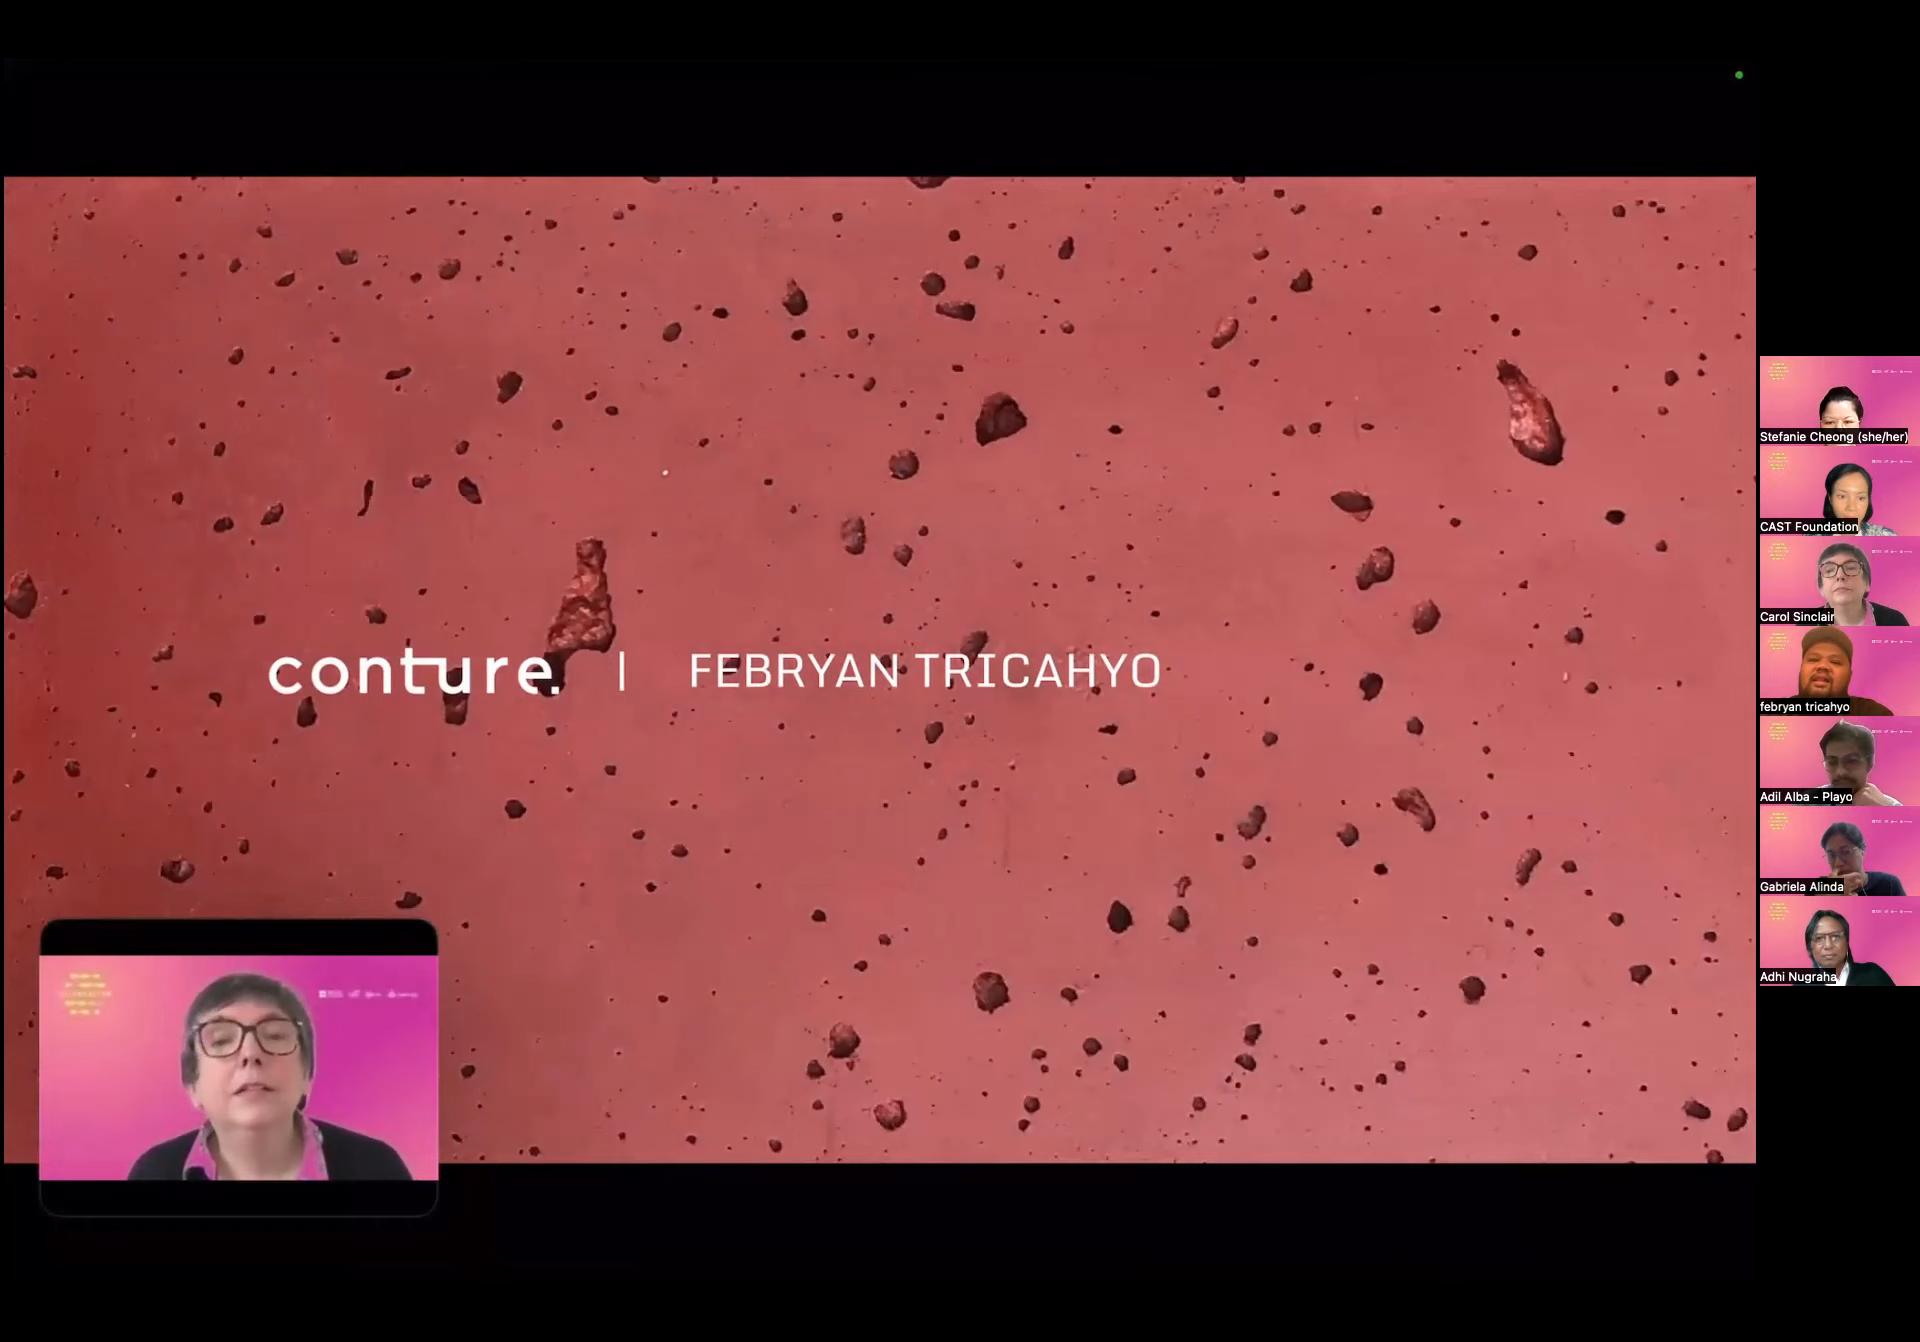 conture. | FEBRYAN TRICAHYO
Stefanie Cheong (she/her)
CAST Foundation
Carol Sinclair
febryan tricahyo
Adil Alba - Playo
Gabriela Alinda
Adhi Nugraha